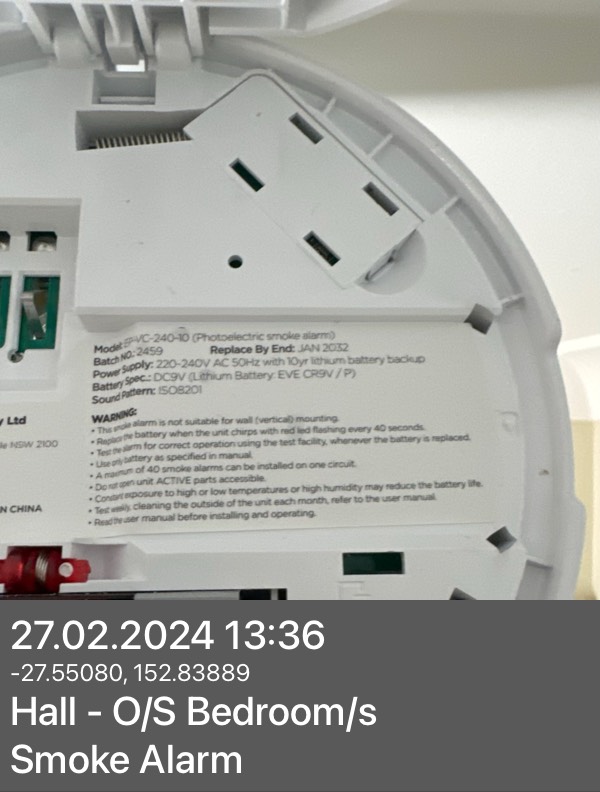 Model: EP-VC-240-10 (Photoelectric smoke alarm)
Batch NO.: 2459 Replace By End: JAN 2032
Power Supply: 220-240V AC 50Hz with 10yr lithium battery backup
Battery Spec.: DC9V (Lithium Battery: EVE CR9V / P)
Sound Pattern: ISO8201
y Ltd
le NSW 2100
N CHINA
WARNING:
• This smoke alarm is not suitable for wall (vertical) mounting.
• Replace the battery when the unit chirps with red led flashing every 40 seconds.
• Test the alarm for correct operation using the test facility, whenever the battery is replaced.
• Use only battery as specified in manual.
• A maximum of 40 smoke alarms can be installed on one circuit.
• Do not open unit ACTIVE parts accessible.
• Constant exposure to high or low temperatures or high humidity may reduce the battery life.
• Test weekly, cleaning the outside of the unit each month, refer to the user manual.
• Read the user manual before installing and operating.
27.02.2024 13:36
-27.55080, 152.83889
Hall - O/S Bedroom/s
Smoke Alarm